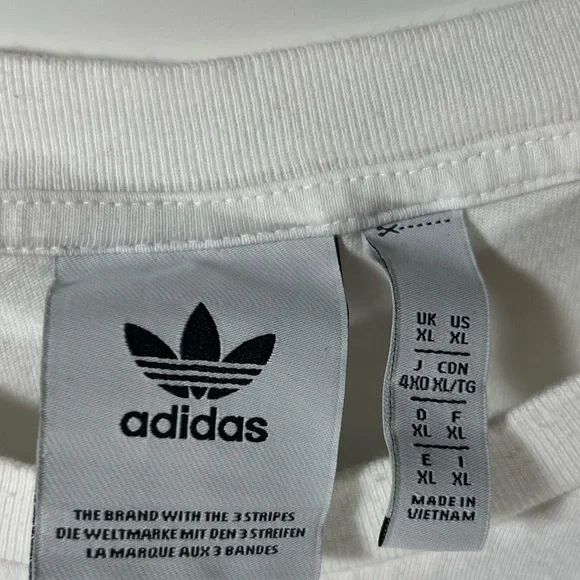 adidas
THE BRAND WITH THE 3 STRIPES
DIE WELTMARKE MIT DEN 3 STREIFEN
LA MARQUE AUX 3 BANDES
UK US
XL XL
J CDN
4XO XL/TG
D F
XL XL
E I
XL XL
MADE IN
VIETNAM